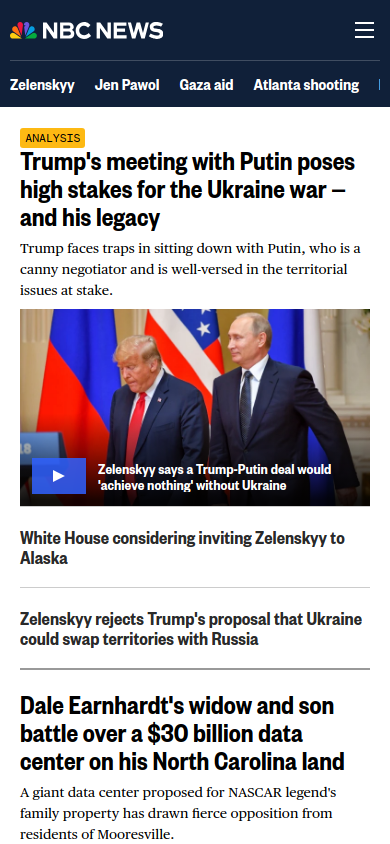 NBC NEWS
Zelenskyy Jen Pawol Gaza aid Atlanta shooting
ANALYSIS
Trump's meeting with Putin poses
high stakes for the Ukraine war —
and his legacy
Trump faces traps in sitting down with Putin, who is a
canny negotiator and is well-versed in the territorial
issues at stake.
18
Zelenskyy says a Trump-Putin deal would
'achieve nothing' without Ukraine
White House considering inviting Zelenskyy to
Alaska
Zelenskyy rejects Trump's proposal that Ukraine
could swap territories with Russia
Dale Earnhardt's widow and son
battle over a $30 billion data
center on his North Carolina land
A giant data center proposed for NASCAR legend's
family property has drawn fierce opposition from
residents of Mooresville.